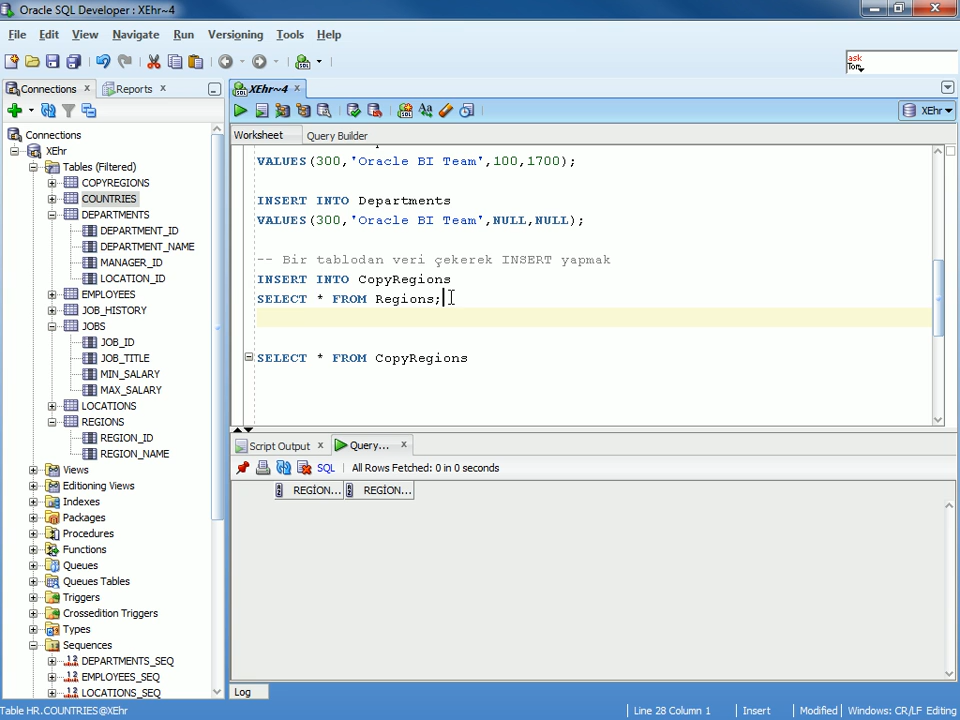 Oracle SQL Developer : XEhr~4
File Edit View Navigate Run Versioning Tools Help
ask
Tom
Connections
Reports
XEhr~4
XEhr
Worksheet
Query Builder
Connections
XEhr
Tables (Filtered)
COPYREGIONS
COUNTRIES
DEPARTMENTS
DEPARTMENT_ID
DEPARTMENT_NAME
MANAGER_ID
LOCATION_ID
EMPLOYEES
JOB_HISTORY
JOBS
JOB_ID
JOB_TITLE
MIN_SALARY
MAX_SALARY
LOCATIONS
REGIONS
REGION_ID
REGION_NAME
Views
Editioning Views
Indexes
Packages
Procedures
Functions
Queues
Queues Tables
Triggers
Crossedition Triggers
Types
Sequences
DEPARTMENTS_SEQ
EMPLOYEES_SEQ
LOCATIONS_SEQ
VALUES(300,'Oracle BI Team',100,1700);
INSERT INTO Departments
VALUES(300,'Oracle BI Team',NULL,NULL);
-- Bir tablodan veri çekerek INSERT yapmak
INSERT INTO CopyRegions
SELECT * FROM Regions;
SELECT * FROM CopyRegions
Script Output
Query...
SQL
All Rows Fetched: 0 in 0 seconds
REGİON...
REGİON...
Log
Table HR.COUNTRIES@XEhr
Line 28 Column 1
Insert
Modified
Windows: CR/LF
Editing